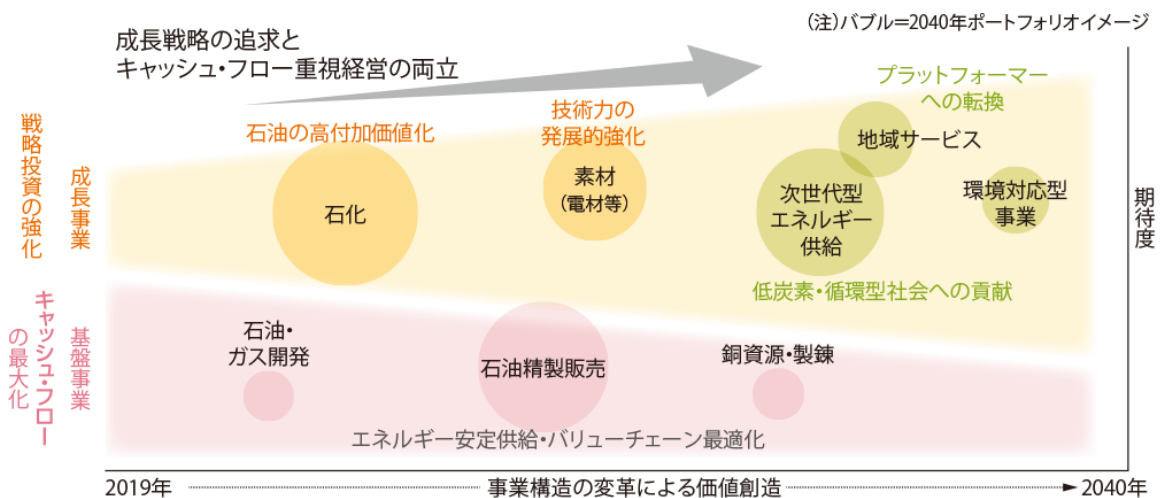 (注)バブル=2040年ポートフォリオイメージ
成長戦略の追求と
キャッシュ・フロー重視経営の両立
プラットフォーマー
への転換
戦略投資の強化
成長事業
石油の高付加価値化
技術力の
発展的強化
地域サービス
石化
素材
(電材等)
次世代型
エネルギー
供給
環境対応型
事業
期待度
低炭素・循環型社会への貢献
キャッシュ・フロー
の最大化
基盤事業
石油・
ガス開発
石油精製販売
銅資源・製錬
エネルギー安定供給・バリューチェーン最適化
2019年
事業構造の変革による価値創造
2040年